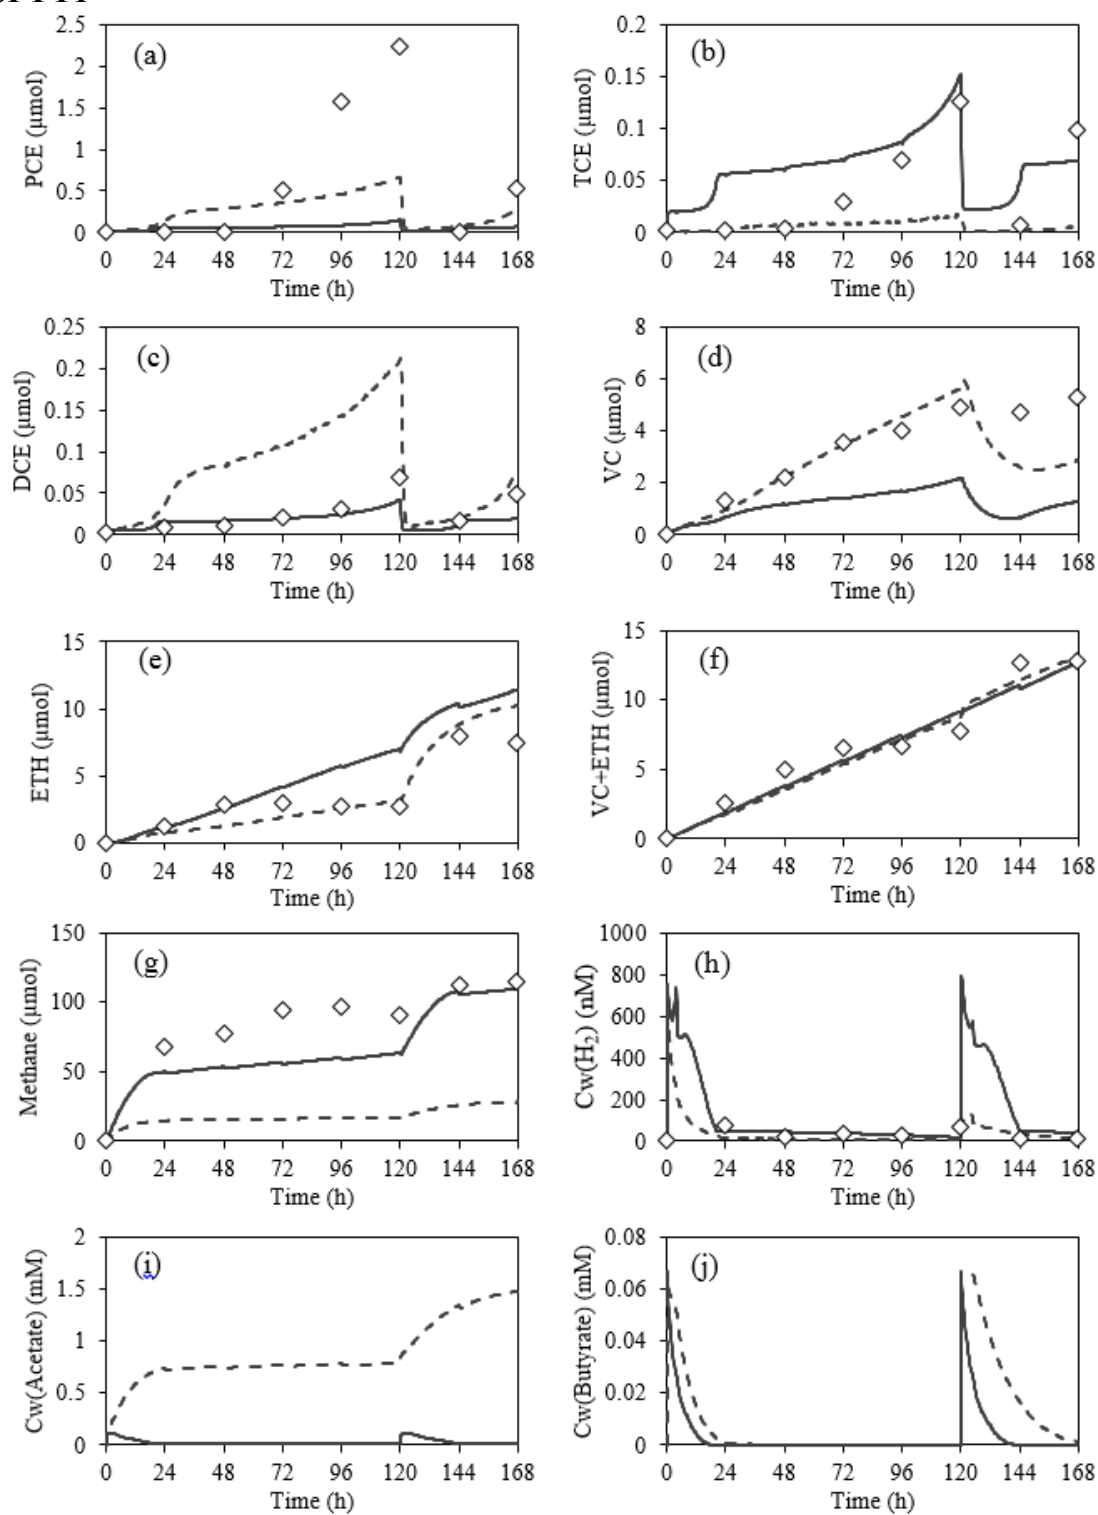 (a)
PCE (µmol)
2.5
2
1.5
1
0.5
0
0 24 48 72 96 120 144 168
Time (h)
(b)
TCE (µmol)
0.2
0.15
0.1
0.05
0
0 24 48 72 96 120 144 168
Time (h)
(c)
DCE (µmol)
0.25
0.2
0.15
0.1
0.05
0
0 24 48 72 96 120 144 168
Time (h)
(d)
VC (µmol)
8
6
4
2
0
0 24 48 72 96 120 144 168
Time (h)
(e)
ETH (µmol)
15
10
5
0
0 24 48 72 96 120 144 168
Time (h)
(f)
VC+ETH (µmol)
15
10
5
0
0 24 48 72 96 120 144 168
Time (h)
(g)
Methane (µmol)
150
100
50
0
0 24 48 72 96 120 144 168
Time (h)
(h)
Cw(H₂) (nM)
1000
800
600
400
200
0
0 24 48 72 96 120 144 168
Time (h)
(i)
Cw(Acetate) (mM)
2
1.5
1
0.5
0
0 24 48 72 96 120 144 168
Time (h)
(j)
Cw(Butyrate) (mM)
0.08
0.06
0.04
0.02
0
0 24 48 72 96 120 144 168
Time (h)